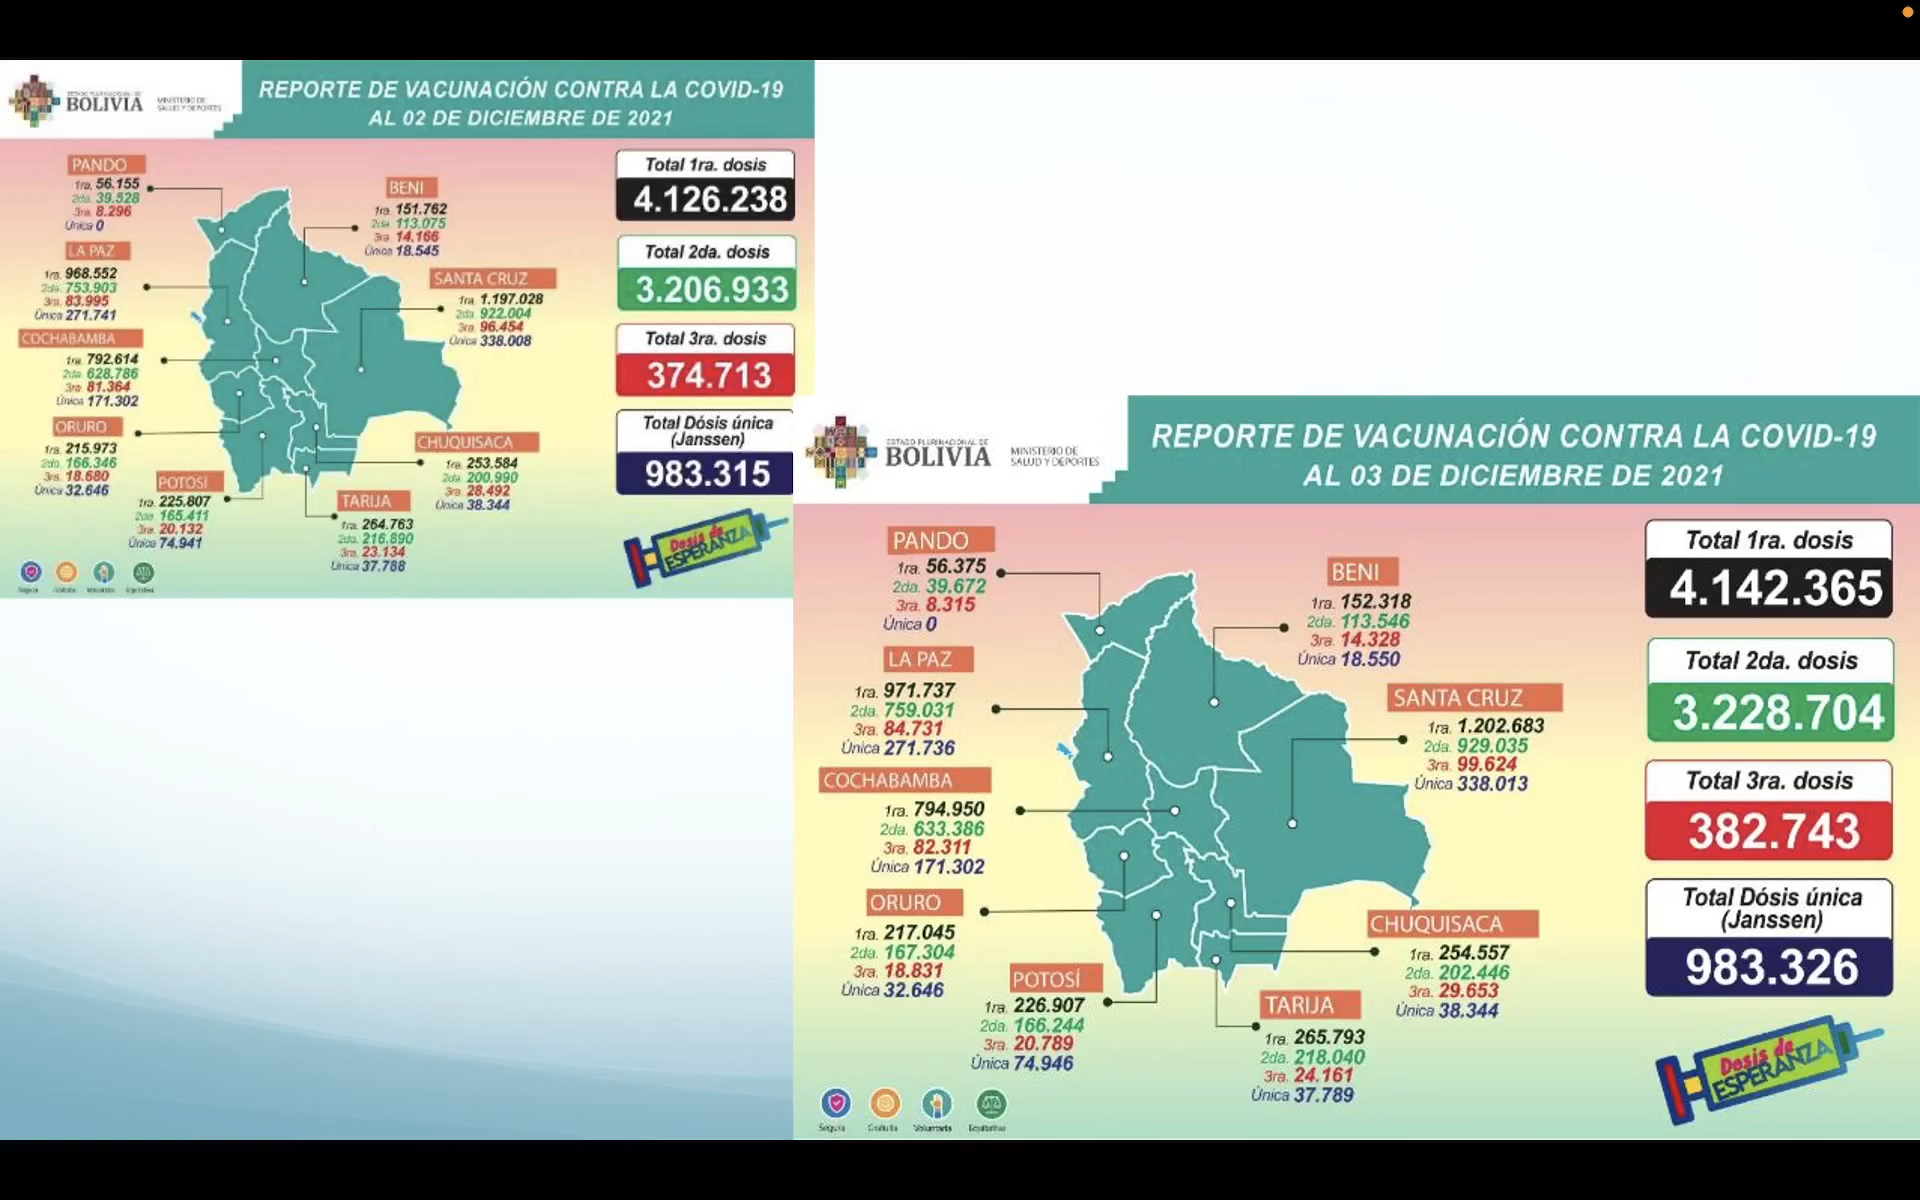 ESTADO PLURINACIONAL DE
BOLIVIA
MINISTERIO DE
SALUD Y DEPORTES
REPORTE DE VACUNACIÓN CONTRA LA COVID-19
AL 02 DE DICIEMBRE DE 2021
PANDO
1ra. 56.155
2da. 39.528
3ra. 8.296
Única 0
LA PAZ
1ra. 968.552
2da. 753.903
3ra. 83.995
Única 271.741
COCHABAMBA
1ra. 792.614
2da. 628.786
3ra. 81.364
Única 171.302
ORURO
1ra. 215.973
2da. 166.346
3ra. 18.680
Única 32.646
POTOSÍ
1ra. 225.807
2da. 165.411
3ra. 20.132
Única 74.941
BENI
1ra. 151.762
2da. 113.075
3ra. 14.166
Única 18.545
SANTA CRUZ
1ra. 1.197.028
2da. 922.004
3ra. 96.454
Única 338.008
CHUQUISACA
1ra. 253.584
2da. 200.990
3ra. 28.492
Única 38.344
TARIJA
1ra. 264.763
2da. 216.890
3ra. 23.134
Única 37.788
Total 1ra. dosis
4.126.238
Total 2da. dosis
3.206.933
Total 3ra. dosis
374.713
Total Dósis única
(Janssen)
983.315
Dosis de
ESPERANZA
Segura
Gratuita
Voluntaria
Equitativa
ESTADO PLURINACIONAL DE
BOLIVIA
MINISTERIO DE
SALUD Y DEPORTES
REPORTE DE VACUNACIÓN CONTRA LA COVID-19
AL 03 DE DICIEMBRE DE 2021
PANDO
1ra. 56.375
2da. 39.672
3ra. 8.315
Única 0
LA PAZ
1ra. 971.737
2da. 759.031
3ra. 84.731
Única 271.736
COCHABAMBA
1ra. 794.950
2da. 633.386
3ra. 82.311
Única 171.302
ORURO
1ra. 217.045
2da. 167.304
3ra. 18.831
Única 32.646
POTOSÍ
1ra. 226.907
2da. 166.244
3ra. 20.789
Única 74.946
BENI
1ra. 152.318
2da. 113.546
3ra. 14.328
Única 18.550
SANTA CRUZ
1ra. 1.202.683
2da. 929.035
3ra. 99.624
Única 338.013
CHUQUISACA
1ra. 254.557
2da. 202.446
3ra. 29.653
Única 38.344
TARIJA
1ra. 265.793
2da. 218.040
3ra. 24.161
Única 37.789
Total 1ra. dosis
4.142.365
Total 2da. dosis
3.228.704
Total 3ra. dosis
382.743
Total Dósis única
(Janssen)
983.326
Dosis de
ESPERANZA
Segura
Gratuita
Voluntaria
Equitativa